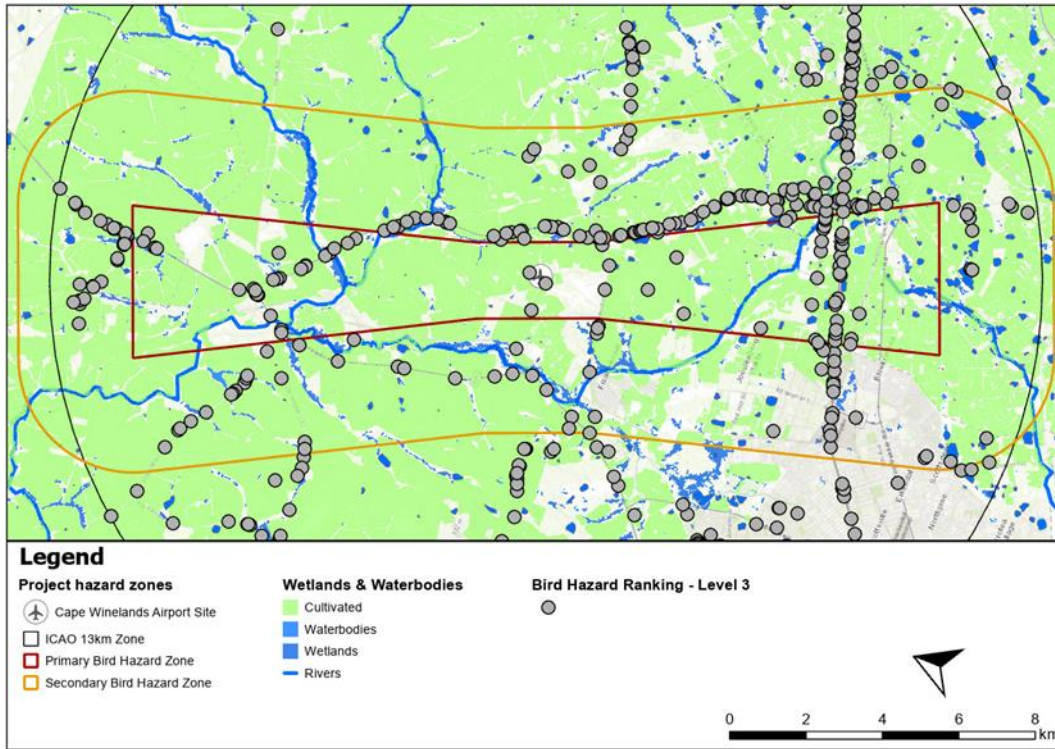 Legend
Project hazard zones
Cape Winelands Airport Site
ICAO 13km Zone
Primary Bird Hazard Zone
Secondary Bird Hazard Zone
Wetlands & Waterbodies
Cultivated
Waterbodies
Wetlands
Rivers
Bird Hazard Ranking - Level 3
0 2 4 6 8
km